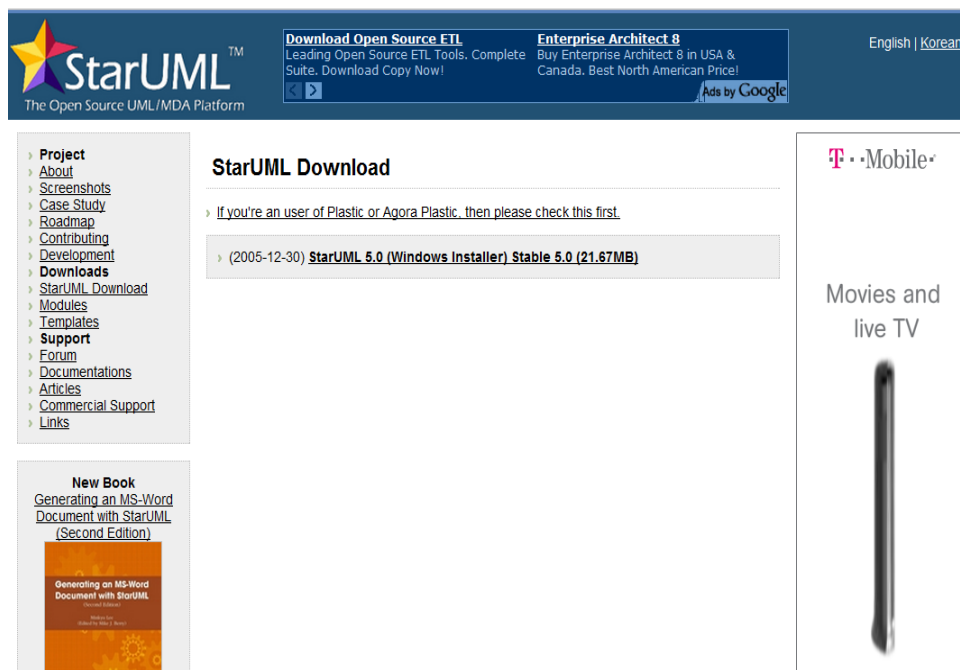 StarUML™
The Open Source UML/MDA Platform
Download Open Source ETL
Leading Open Source ETL Tools. Complete
Suite. Download Copy Now!
Enterprise Architect 8
Buy Enterprise Architect 8 in USA &
Canada. Best North American Price!
Ads by Google
English | Korean
Project
About
Screenshots
Case Study
Roadmap
Contributing
Development
Downloads
StarUML Download
Modules
Templates
Support
Forum
Documentations
Articles
Commercial Support
Links
New Book
Generating an MS-Word
Document with StarUML
(Second Edition)
Generating an MS-Word
Document with StarUML
(Second Edition)
StarUML Download
If you're an user of Plastic or Agora Plastic, then please check this first.
(2005-12-30) StarUML 5.0 (Windows Installer) Stable 5.0 (21.67MB)
T··Mobile·
Movies and
live TV